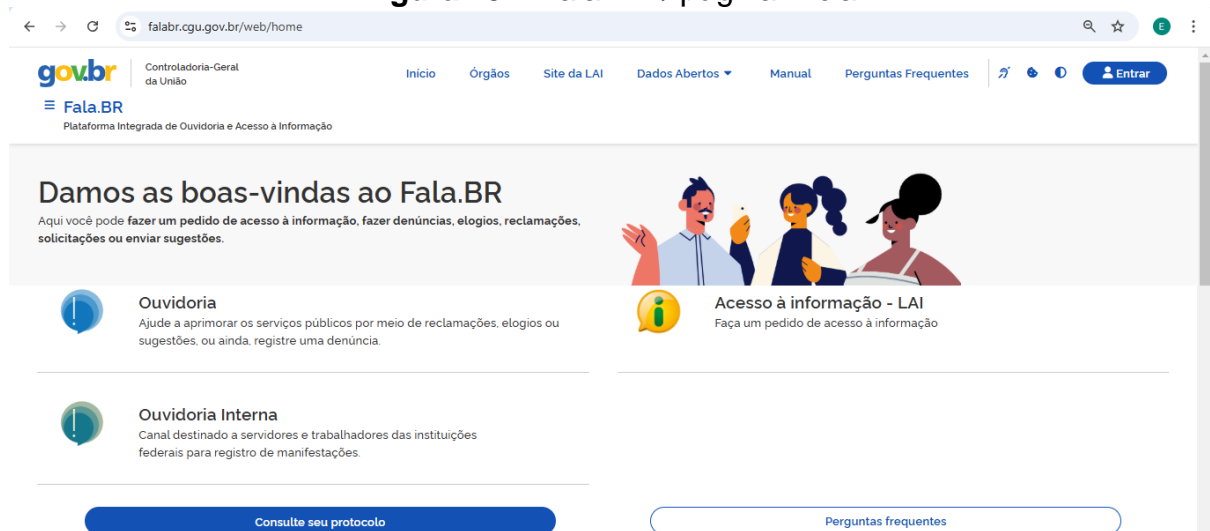 falabr.cgu.gov.br/web/home
E
gov.br
Controladoria-Geral
da União
Início Órgãos Site da LAI Dados Abertos Manual Perguntas Frequentes Entrar
Fala.BR
Plataforma Integrada de Ouvidoria e Acesso à Informação
Damos as boas-vindas ao Fala.BR
Aqui você pode fazer um pedido de acesso à informação, fazer denúncias, elogios, reclamações,
solicitações ou enviar sugestões.
Ouvidoria
Ajude a aprimorar os serviços públicos por meio de reclamações, elogios ou
sugestões, ou ainda, registre uma denúncia.
Acesso à informação - LAI
Faça um pedido de acesso à informação
Ouvidoria Interna
Canal destinado a servidores e trabalhadores das instituições
federais para registro de manifestações.
Consulte seu protocolo
Perguntas frequentes